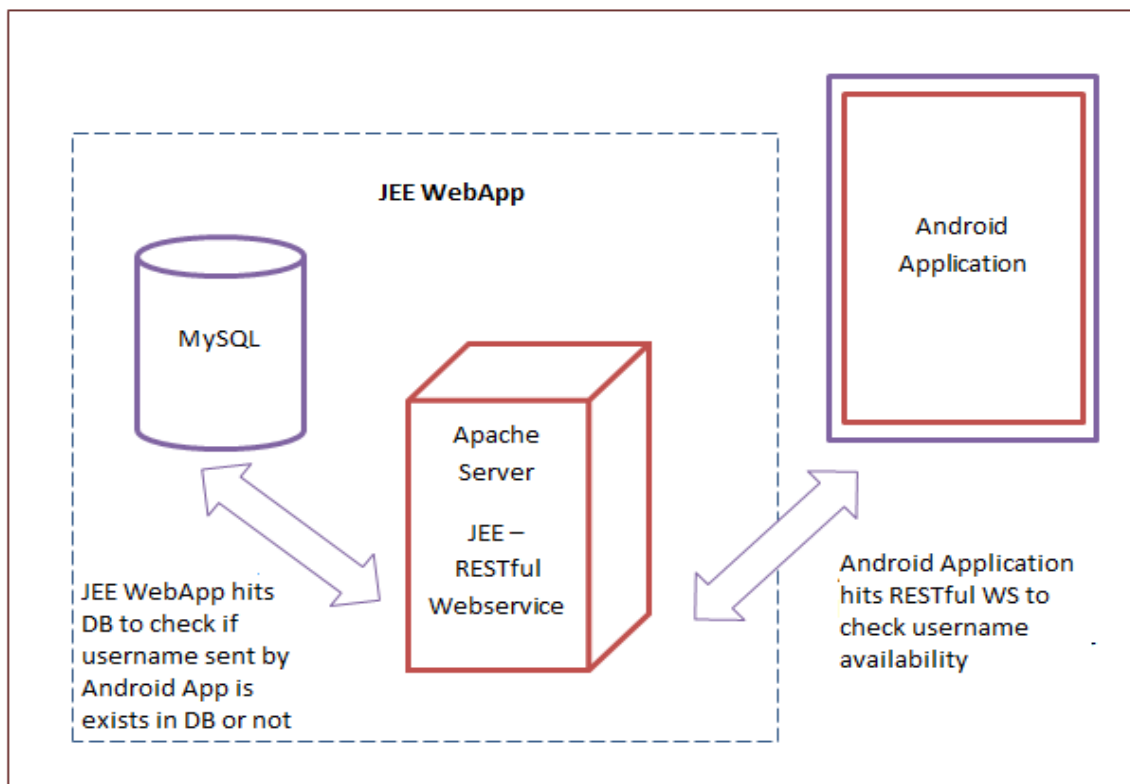 JEE WebApp
MySQL
Apache
Server
JEE –
RESTful
Webservice
Android
Application
JEE WebApp hits
DB to check if
username sent by
Android App is
exists in DB or not
Android Application
hits RESTful WS to
check username
availability